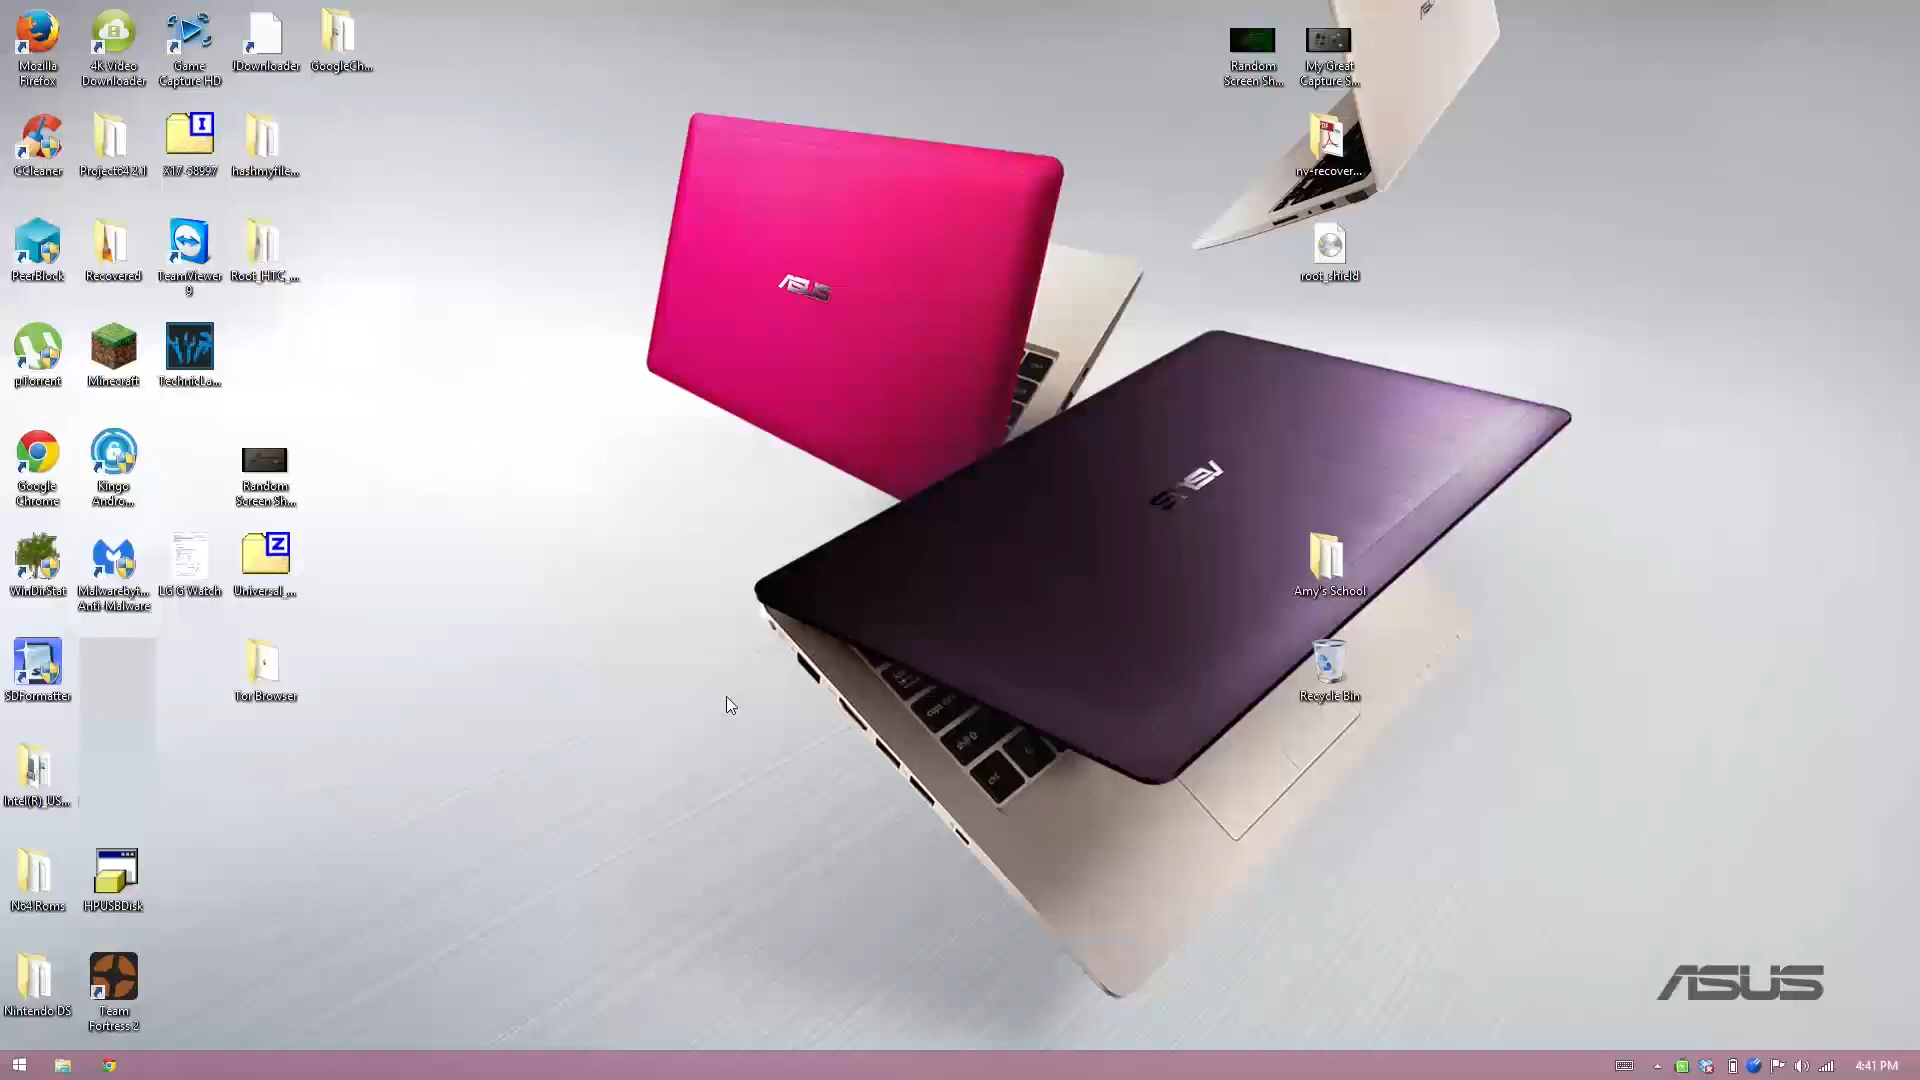 Mozilla
Firefox
4K Video
Downloader
Game
Capture HD
JDownloader
GoogleCh...
CCleaner
Project64 2.1
X17-58997
hashmyfile...
PeerBlock
Recovered
TeamViewer
9
Root_HTC_...
µTorrent
Minecraft
TechnicLa...
Google
Chrome
Kingo
Andro...
Random
Screen Sh...
WinDirStat
Malwarebyt...
Anti-Malware
LG G Watch
Universal_...
SDFormatter
Tor Browser
Intel(R)_US...
N64 Roms
HPUSBDisk
Nintendo DS
Team
Fortress 2
Random
Screen Sh...
My Great
Capture S...
nv-recover...
root_shield
Amy's School
Recycle Bin
ASUS
ASUS
ASUS
ASUS
4:41 PM